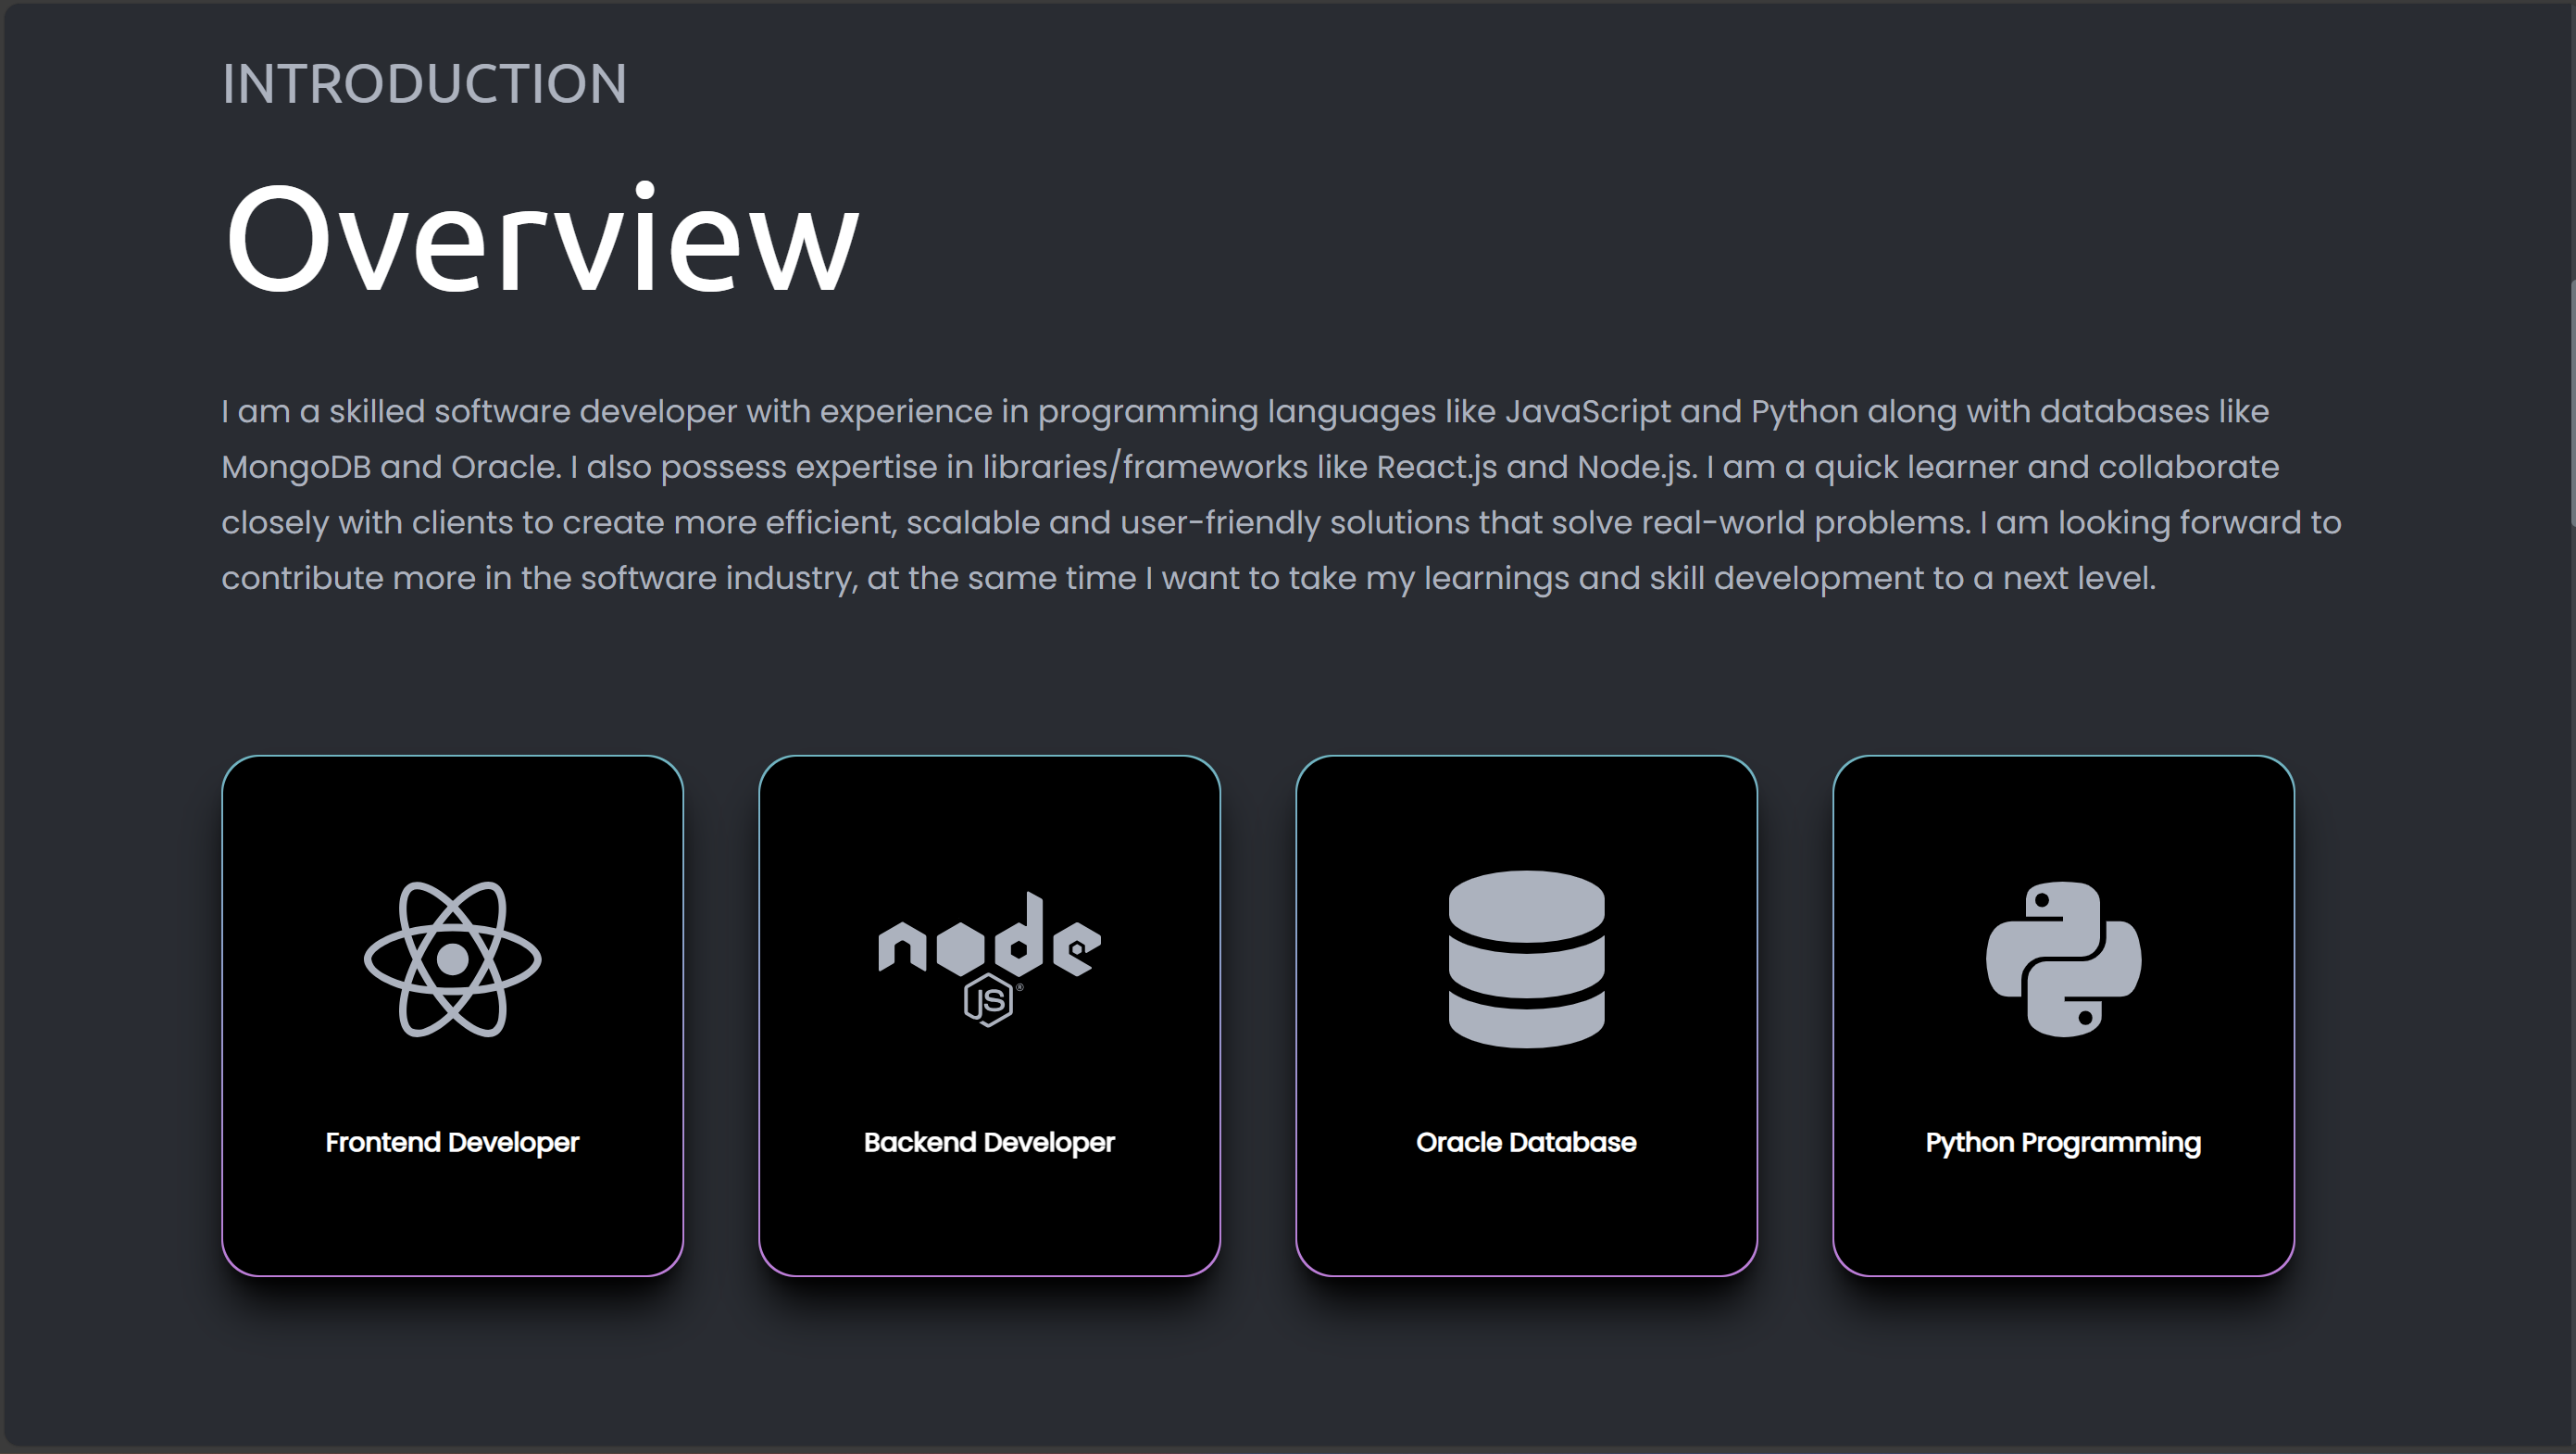 INTRODUCTION
Overview
I am a skilled software developer with experience in programming languages like JavaScript and Python along with databases like
MongoDB and Oracle. I also possess expertise in libraries/frameworks like React.js and Node.js. I am a quick learner and collaborate
closely with clients to create more efficient, scalable and user-friendly solutions that solve real-world problems. I am looking forward to
contribute more in the software industry, at the same time I want to take my learnings and skill development to a next level.
node
JS®
Frontend Developer
Backend Developer
Oracle Database
Python Programming